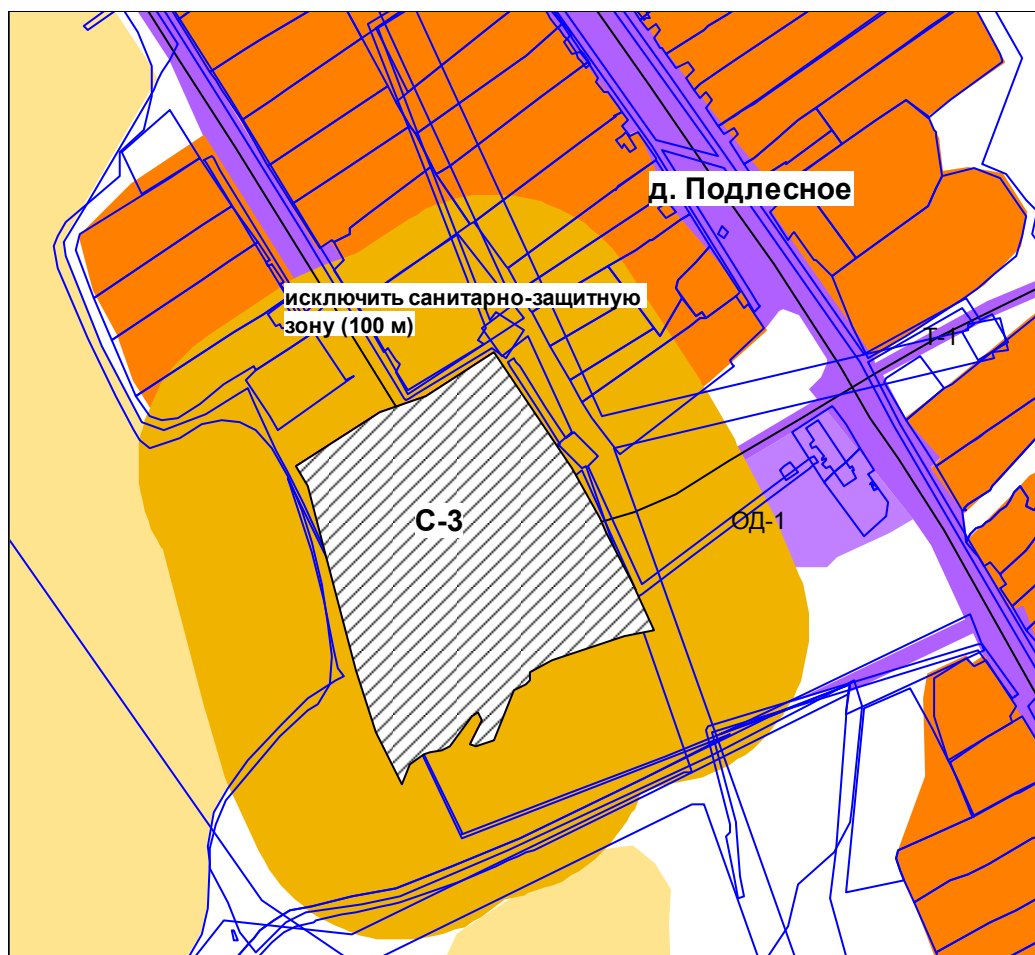 д. Подлесное
исключить санитарно-защитную
зону (100 м)
Т-1
С-3
ОД-1